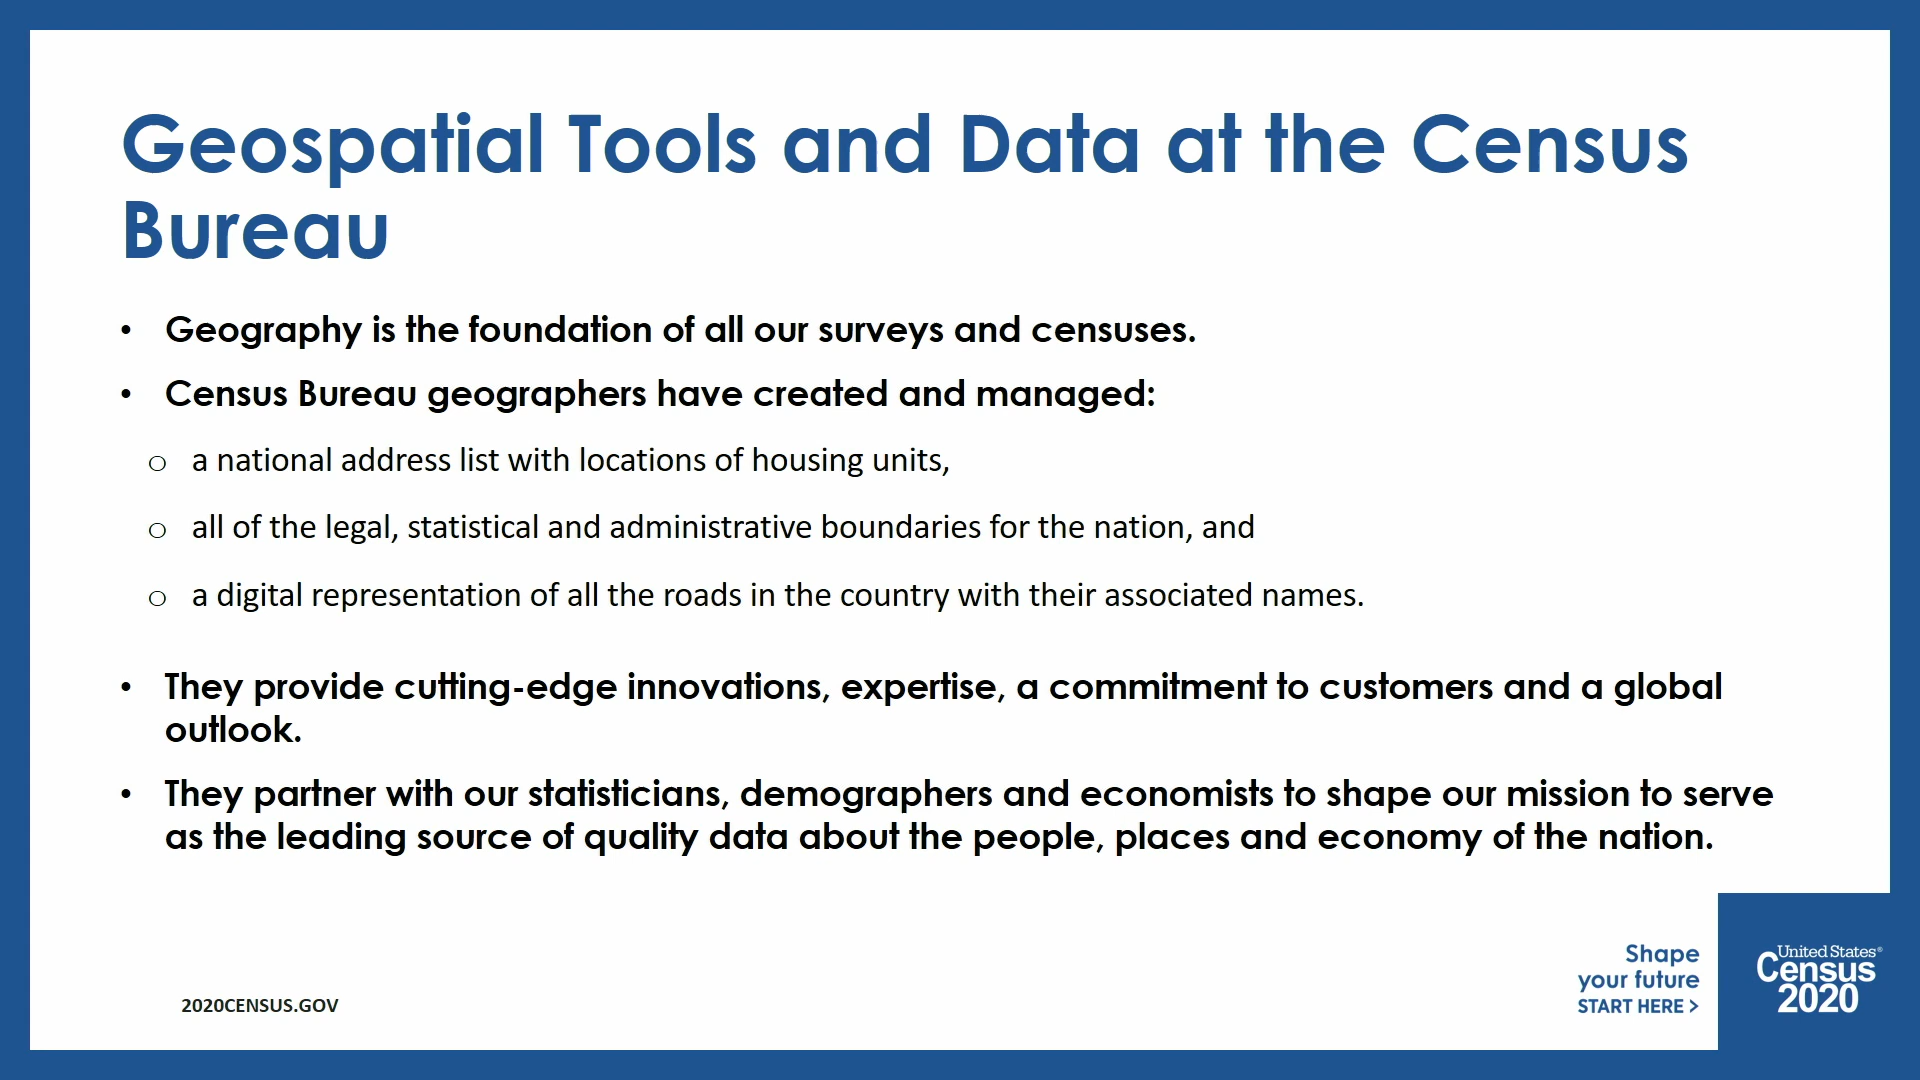 Geospatial Tools and Data at the Census
Bureau
• Geography is the foundation of all our surveys and censuses.
• Census Bureau geographers have created and managed:
o a national address list with locations of housing units,
o all of the legal, statistical and administrative boundaries for the nation, and
o a digital representation of all the roads in the country with their associated names.
• They provide cutting-edge innovations, expertise, a commitment to customers and a global
outlook.
• They partner with our statisticians, demographers and economists to shape our mission to serve
as the leading source of quality data about the people, places and economy of the nation.
2020CENSUS.GOV
Shape
your future
START HERE >
United States®
Census
2020